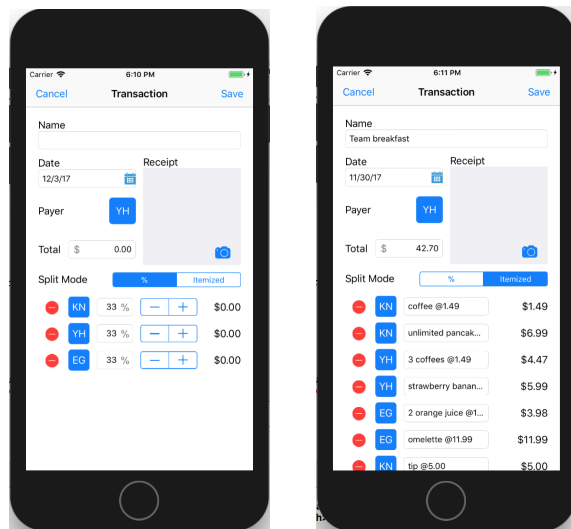 Carrier 6:10 PM
Cancel Transaction Save
Name
Date Receipt
12/3/17
Payer YH
Total $ 0.00
Split Mode % Itemized
KN 33 % — + $0.00
YH 33 % — + $0.00
EG 33 % — + $0.00
Carrier 6:11 PM
Cancel Transaction Save
Name
Team breakfast
Date Receipt
11/30/17
Payer YH
Total $ 42.70
Split Mode % Itemized
KN coffee @1.49 $1.49
KN unlimited pancak... $6.99
YH 3 coffees @1.49 $4.47
YH strawberry banan... $5.99
EG 2 orange juice @1... $3.98
EG omelette @11.99 $11.99
KN tip @5.00 $5.00